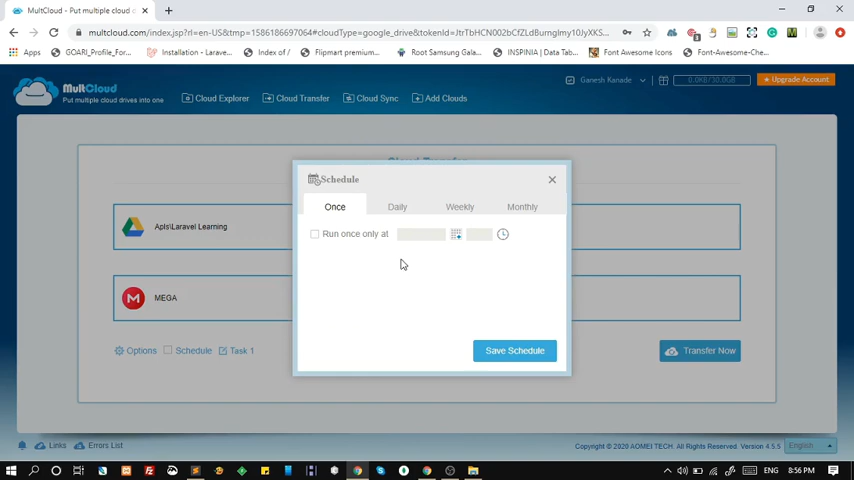 MultCloud - Put multiple cloud d
multcloud.com/index.jsp?rl=en-US&tmp=1586186697064&cloudType=google_drive&tokenId=
Apps
GOARI_Profile_For...
Installation - Larave...
Index of /
Flipmart premium...
Root Samsung Gala...
INSPINIA | Data Tab...
Font Awesome Icons
Font-Awesome-Che...
MultCloud
Put multiple cloud drives into one
Cloud Explorer
Cloud Transfer
Cloud Sync
Add Clouds
Ganesh Kanade
0.0KB/30.0GB
Upgrade Account
Schedule
Once
Daily
Weekly
Monthly
Apis\Laravel Learning
Run once only at
MEGA
Options
Schedule
Task 1
Save Schedule
Transfer Now
Links
Errors List
Copyright © 2020 AOMEI TECH. All Rights Reserved. Version 4.5.5
English
ENG
8:56 PM